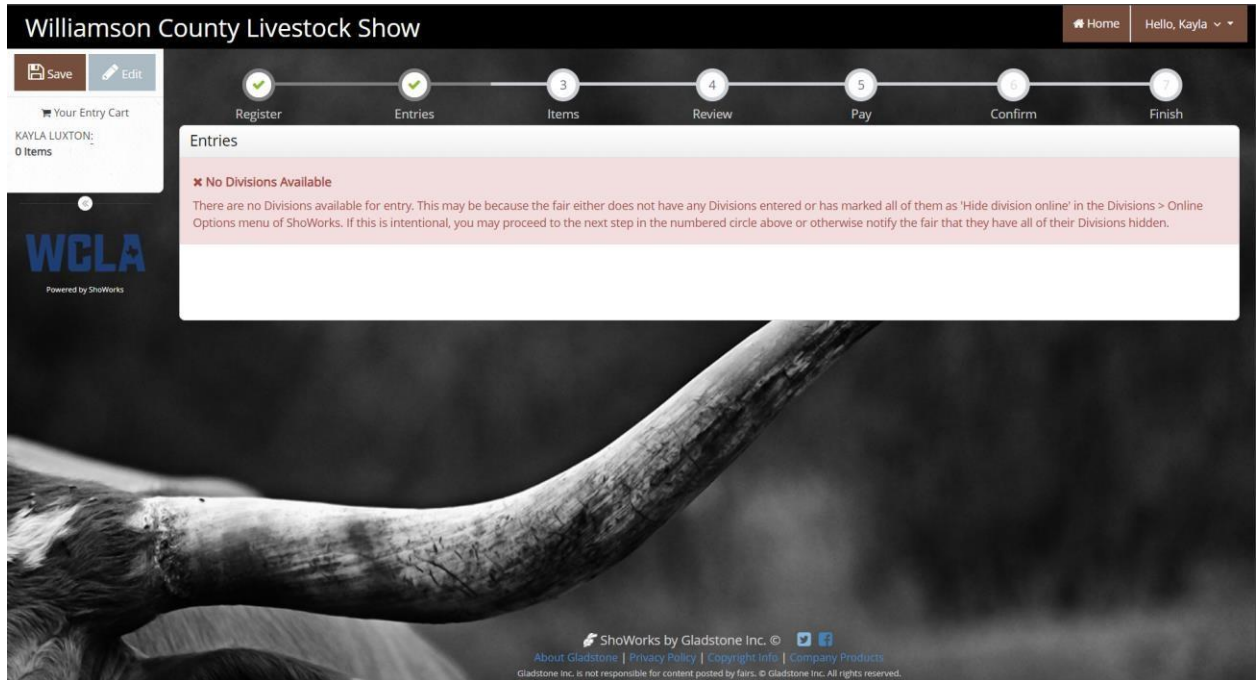 Williamson County Livestock Show
Home
Hello, Kayla
Save
Edit
Your Entry Cart
KAYLA LUXTON:
0 Items
WCLA
Powered by ShoWorks
3
4
5
6
7
Register
Entries
Items
Review
Pay
Confirm
Finish
Entries
No Divisions Available
There are no Divisions available for entry. This may be because the fair either does not have any Divisions entered or has marked all of them as 'Hide division online' in the Divisions > Online
Options menu of ShoWorks. If this is intentional, you may proceed to the next step in the numbered circle above or otherwise notify the fair that they have all of their Divisions hidden.
ShoWorks by Gladstone Inc. ©
About Gladstone | Privacy Policy | Copyright Info | Company Products
Gladstone Inc. is not responsible for content posted by fairs. © Gladstone Inc. All rights reserved.